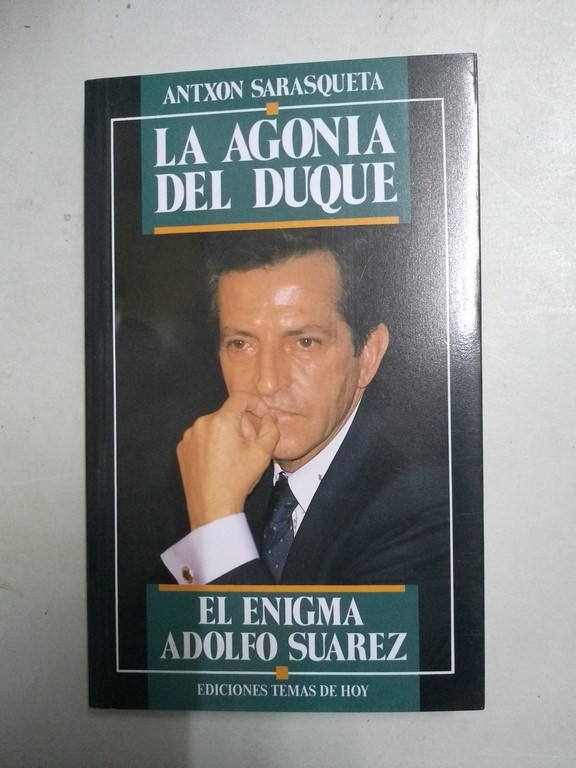 ANTXON SARASQUETA
LA AGONIA
DEL DUQUE
EL ENIGMA
ADOLFO SUAREZ
EDICIONES TEMAS DE HOY